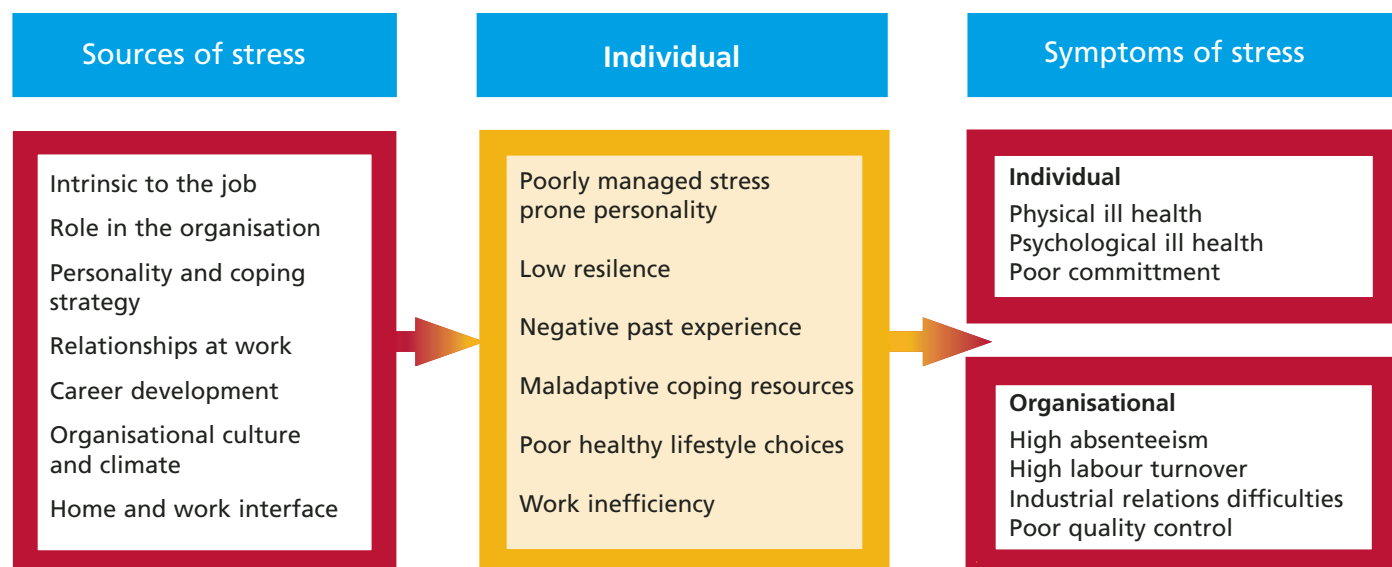 Sources of stress
Individual
Symptoms of stress
Intrinsic to the job
Role in the organisation
Personality and coping
strategy
Relationships at work
Career development
Organisational culture
and climate
Home and work interface
Poorly managed stress
prone personality
Low resilence
Negative past experience
Maladaptive coping resources
Poor healthy lifestyle choices
Work inefficiency
Individual
Physical ill health
Psychological ill health
Poor committment
Organisational
High absenteeism
High labour turnover
Industrial relations difficulties
Poor quality control